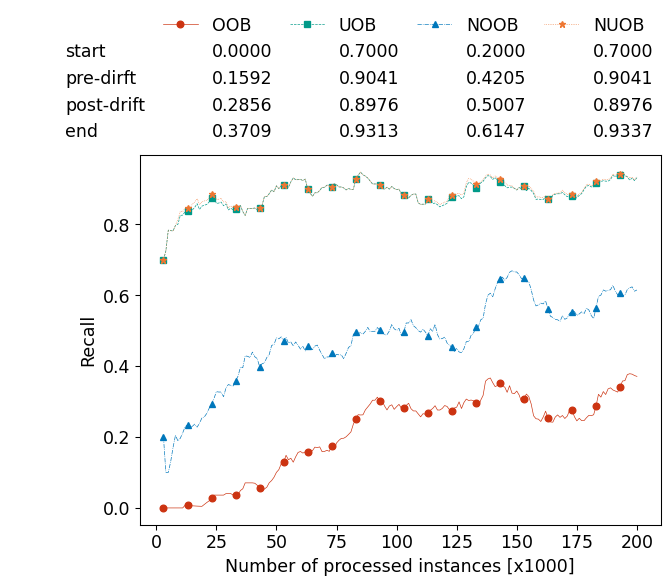 OOB UOB NOOB NUOB
start 0.0000 0.7000 0.2000 0.7000
pre-dirft 0.1592 0.9041 0.4205 0.9041
post-drift 0.2856 0.8976 0.5007 0.8976
end 0.3709 0.9313 0.6147 0.9337
0.8
0.6
0.4
0.2
0.0
Recall
0 25 50 75 100 125 150 175 200
Number of processed instances [x1000]